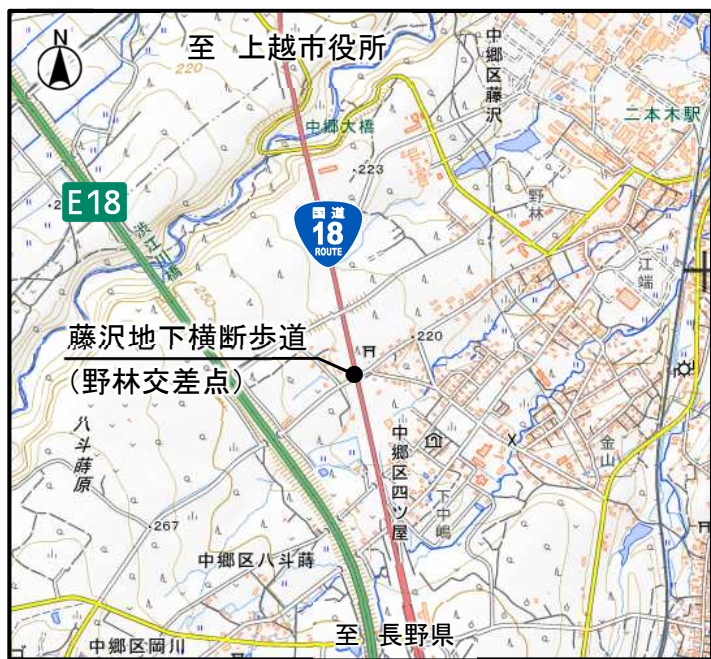 N
至 上越市役所
220
中郷区藤沢
二本木駅
中郷大橋
223
野林
E18
国道
18
ROUTE
渋江川橋
250
江端
藤沢地下横断歩道
(野林交差点)
220
八斗蒔原
中郷区四ツ屋
金山
下中嶋
267
中郷区八斗蒔
至 長野県
中郷区岡川